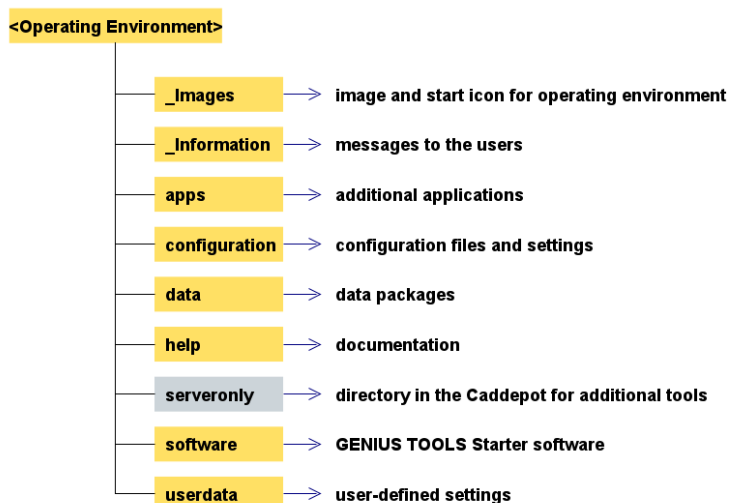 <Operating Environment>
_Images image and start icon for operating environment
_Information messages to the users
apps additional applications
configuration configuration files and settings
data data packages
help documentation
serveronly directory in the Caddepot for additional tools
software GENIUS TOOLS Starter software
userdata user-defined settings